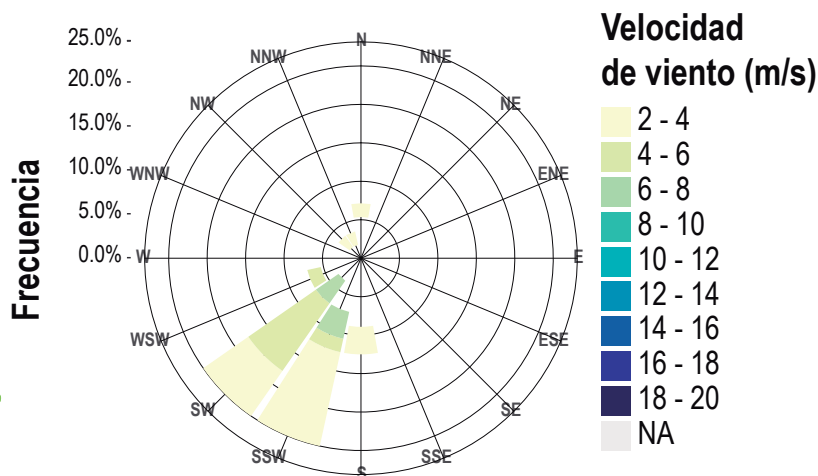 Frecuencia
25.0% -
20.0% -
15.0% -
10.0% -
5.0% -
0.0% -
N
NNE
NE
ENE
E
ESE
SE
SSE
S
SSW
SW
WSW
W
WNW
NW
NNW
Velocidad
de viento (m/s)
2 - 4
4 - 6
6 - 8
8 - 10
10 - 12
12 - 14
14 - 16
16 - 18
18 - 20
NA